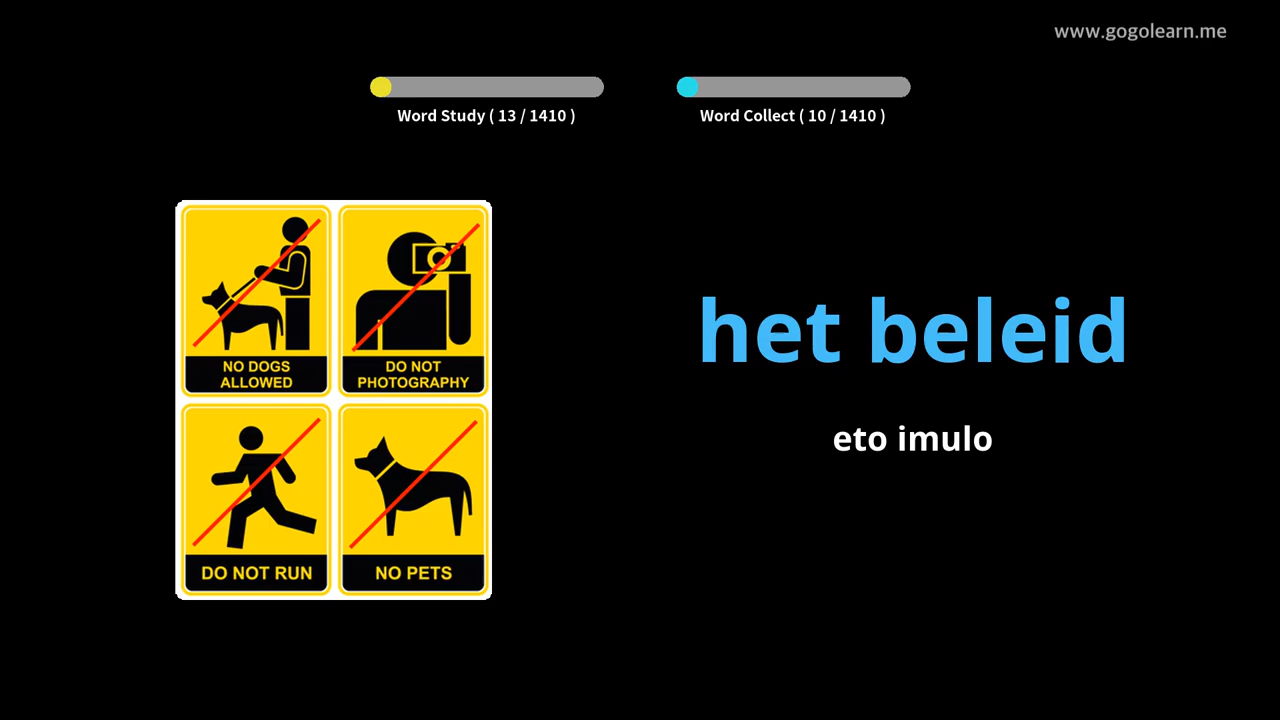 www.gogolearn.me
Word Study ( 13 / 1410 )
Word Collect ( 10 / 1410 )
NO DOGS
ALLOWED
DO NOT
PHOTOGRAPHY
DO NOT RUN
NO PETS
het beleid
eto imulo